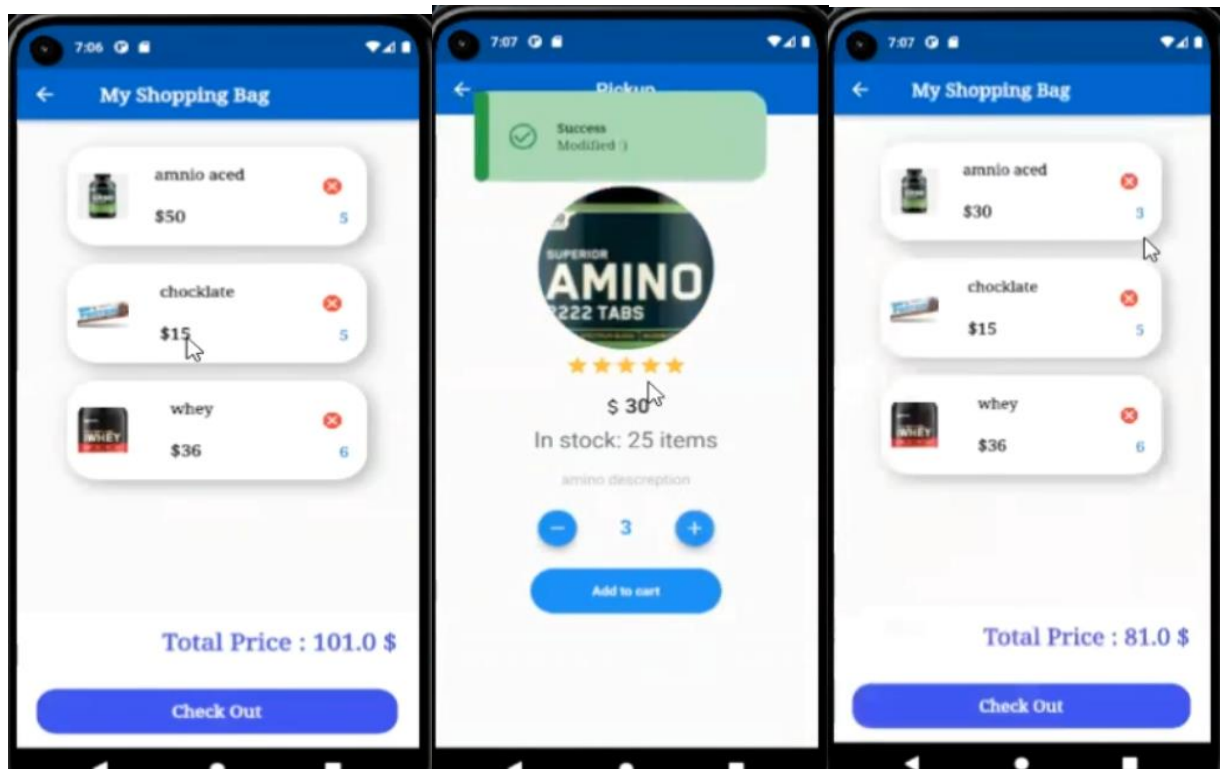 7:06
My Shopping Bag
amnio aced
$50
5
chocklate
$15
5
whey
$36
6
Total Price : 101.0 $
Check Out
7:07
Pickup
Success
Modified :)
SUPERIOR
AMINO
2222 TABS
$ 30
In stock: 25 items
amino descreption
3
Add to cart
7:07
My Shopping Bag
amnio aced
$30
3
chocklate
$15
5
whey
$36
6
Total Price : 81.0 $
Check Out